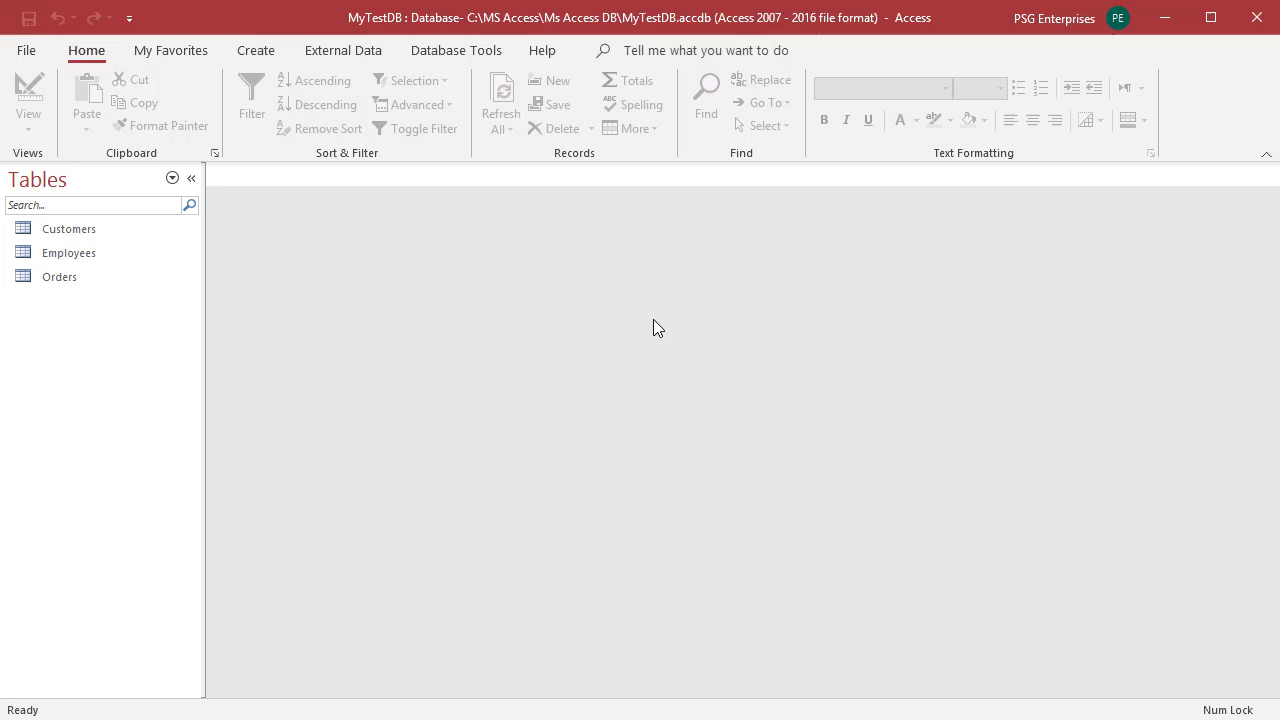 MyTestDB : Database- C:\MS Access\Ms Access DB\MyTestDB.accdb (Access 2007 - 2016 file format) - Access
PSG Enterprises PE
File Home My Favorites Create External Data Database Tools Help Tell me what you want to do
View
Views
Paste
Cut
Copy
Format Painter
Clipboard
Filter
Ascending
Descending
Remove Sort
Selection
Advanced
Toggle Filter
Sort & Filter
Refresh
All
New
Save
Delete
Totals
Spelling
More
Records
Find
Replace
Go To
Select
Find
B I U A
Text Formatting
Tables
Search...
Customers
Employees
Orders
Ready
Num Lock